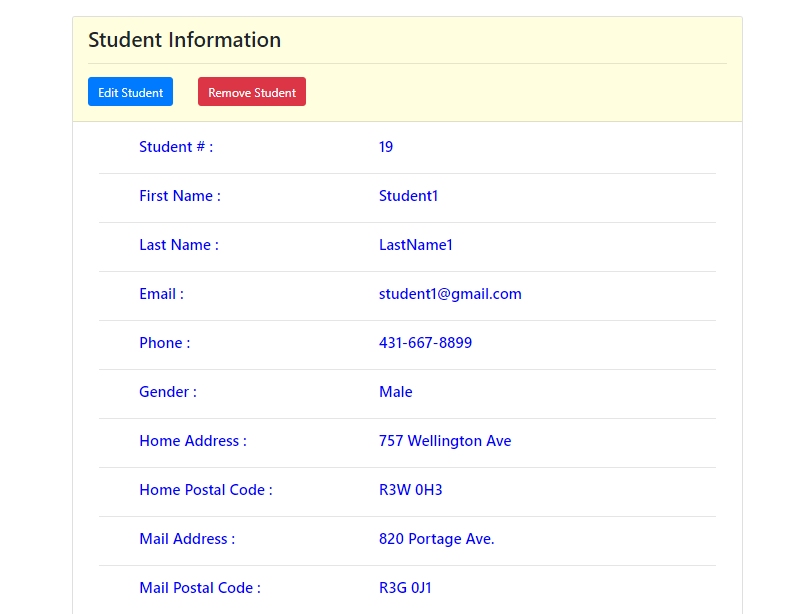 Student Information
Edit Student Remove Student
Student # : 19
First Name : Student1
Last Name : LastName1
Email : student1@gmail.com
Phone : 431-667-8899
Gender : Male
Home Address : 757 Wellington Ave
Home Postal Code : R3W 0H3
Mail Address : 820 Portage Ave.
Mail Postal Code : R3G 0J1